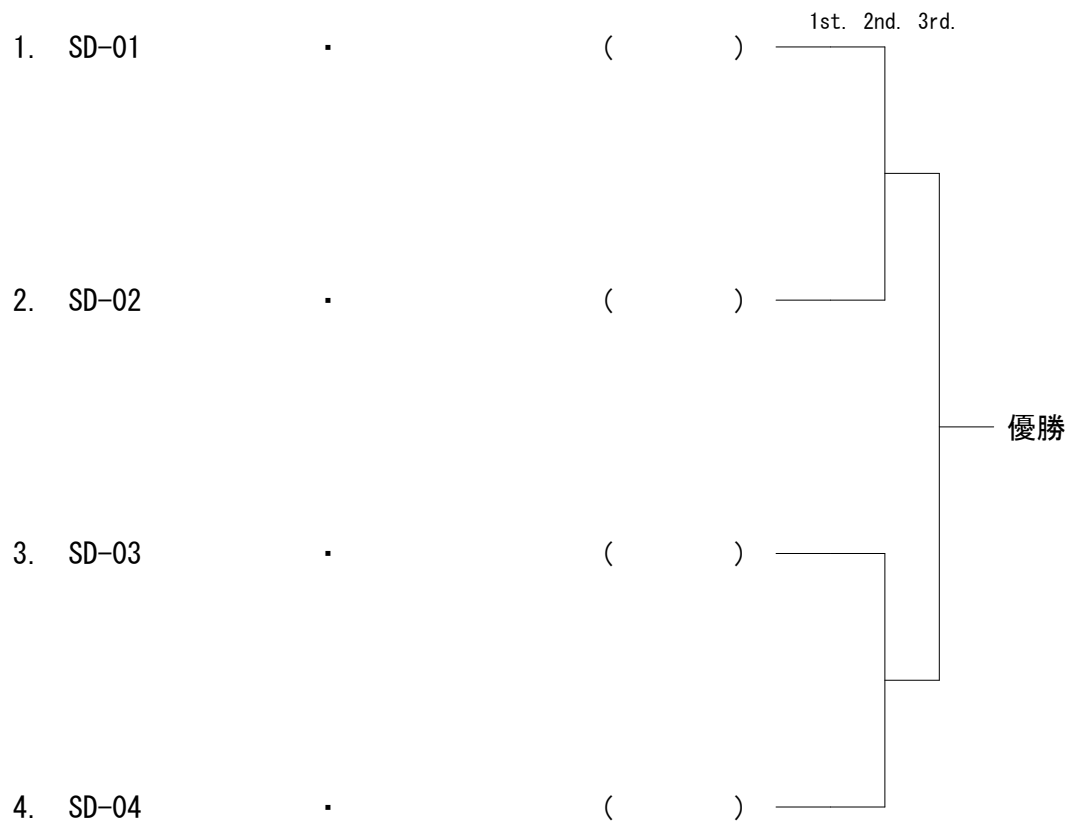 1st. 2nd. 3rd.
1. SD-01 ・ ( )
2. SD-02 ・ ( )
優勝
3. SD-03 ・ ( )
4. SD-04 ・ ( )